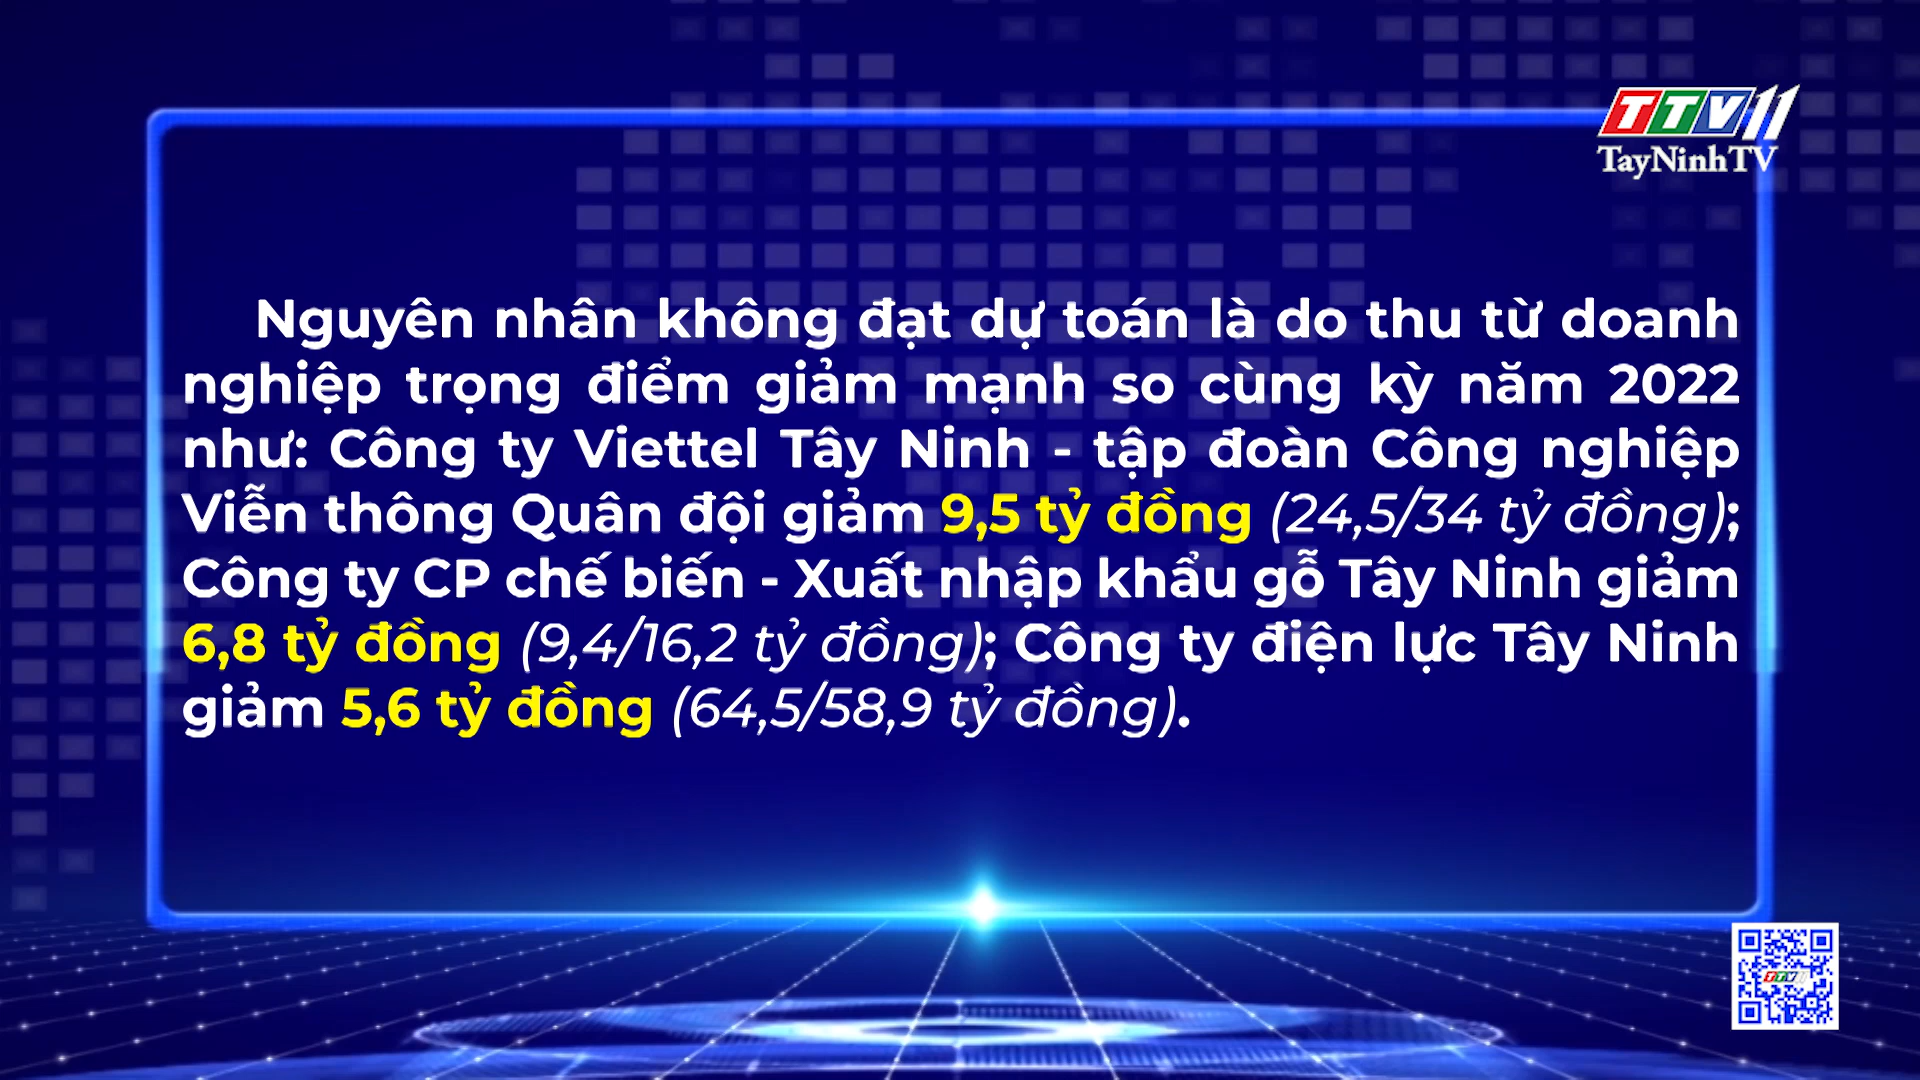 TTV11
TayNinhTV
Nguyên nhân không đạt dự toán là do thu từ doanh
nghiệp trọng điểm giảm mạnh so cùng kỳ năm 2022
như: Công ty Viettel Tây Ninh - tập đoàn Công nghiệp
Viễn thông Quân đội giảm 9,5 tỷ đồng (24,5/34 tỷ đồng);
Công ty CP chế biến - Xuất nhập khẩu gỗ Tây Ninh giảm
6,8 tỷ đồng (9,4/16,2 tỷ đồng); Công ty điện lực Tây Ninh
giảm 5,6 tỷ đồng (64,5/58,9 tỷ đồng).
TTV11